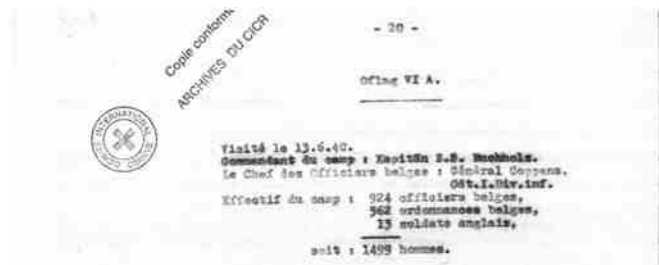 Copie conforme
ARCHIVES DU CICR
- 20 -
Oflag VI A.
INTERNATIONAL
Visité le 13.6.40.
Commandant du camp : Kapitän Z.S. Buchholz.
Le Chef des Officiers belges : Général Coppens,
Cdt.I.Div.inf.
Effectif du camp : 924 officiers belges,
562 ordonnances belges,
13 soldats anglais,
soit : 1499 hommes.